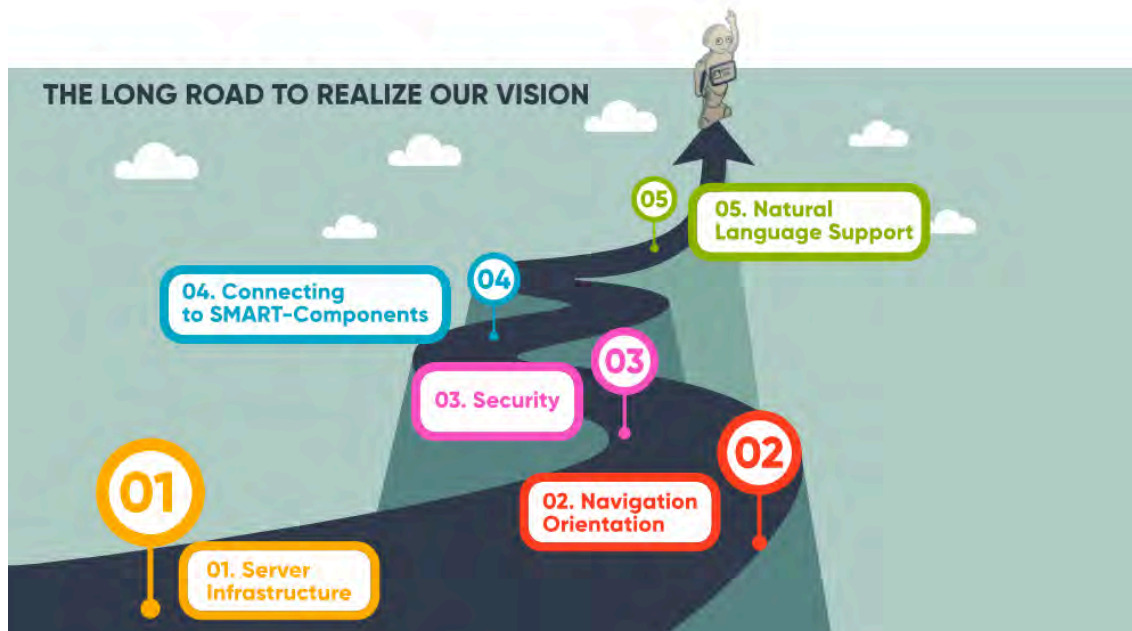 THE LONG ROAD TO REALIZE OUR VISION
05
05. Natural
Language Support
04
04. Connecting
to SMART-Components
03
03. Security
02
02. Navigation
Orientation
01
01. Server
Infrastructure